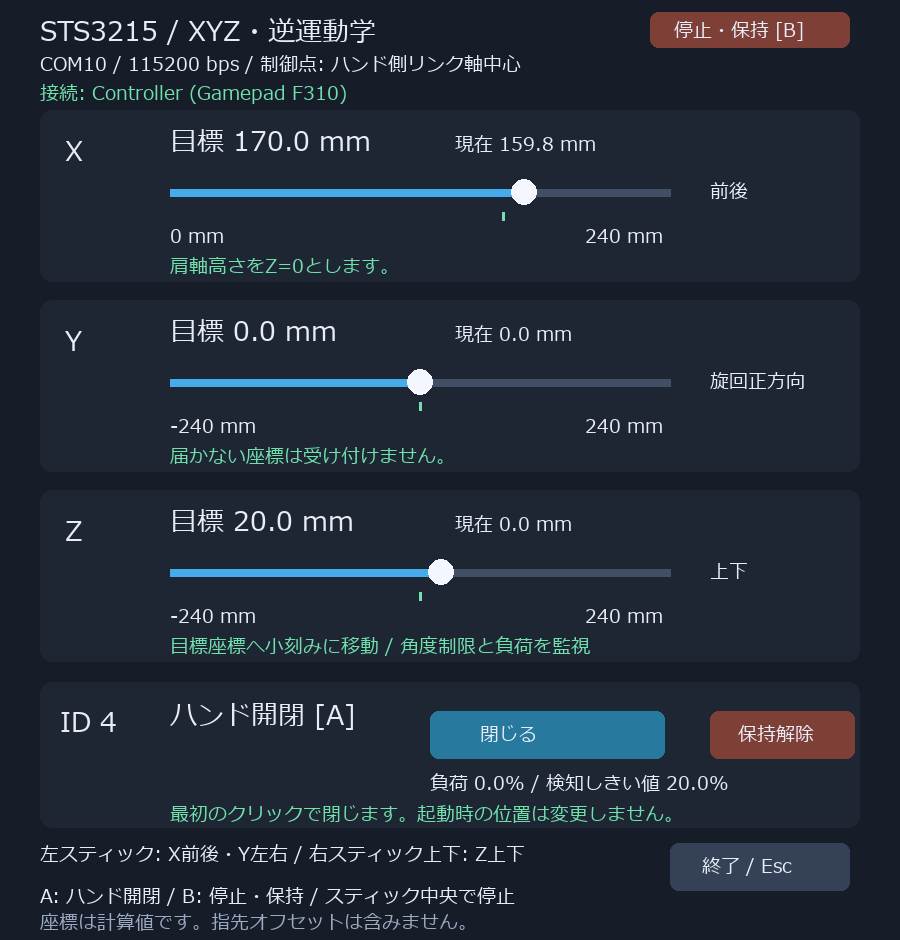 STS3215 / XYZ・逆運動学
停止・保持 [B]
COM10 / 115200 bps / 制御点: ハンド側リンク軸中心
接続: Controller (Gamepad F310)
X
目標 170.0 mm
現在 159.8 mm
前後
0 mm
240 mm
肩軸高さをZ=0とします。
Y
目標 0.0 mm
現在 0.0 mm
旋回正方向
-240 mm
240 mm
届かない座標は受け付けません。
Z
目標 20.0 mm
現在 0.0 mm
上下
-240 mm
240 mm
目標座標へ小刻みに移動 / 角度制限と負荷を監視
ID 4
ハンド開閉 [A]
閉じる
保持解除
負荷 0.0% / 検知しきい値 20.0%
最初のクリックで閉じます。起動時の位置は変更しません。
左スティック: X前後・Y左右 / 右スティック上下: Z上下
終了 / Esc
A: ハンド開閉 / B: 停止・保持 / スティック中央で停止
座標は計算値です。指先オフセットは含みません。